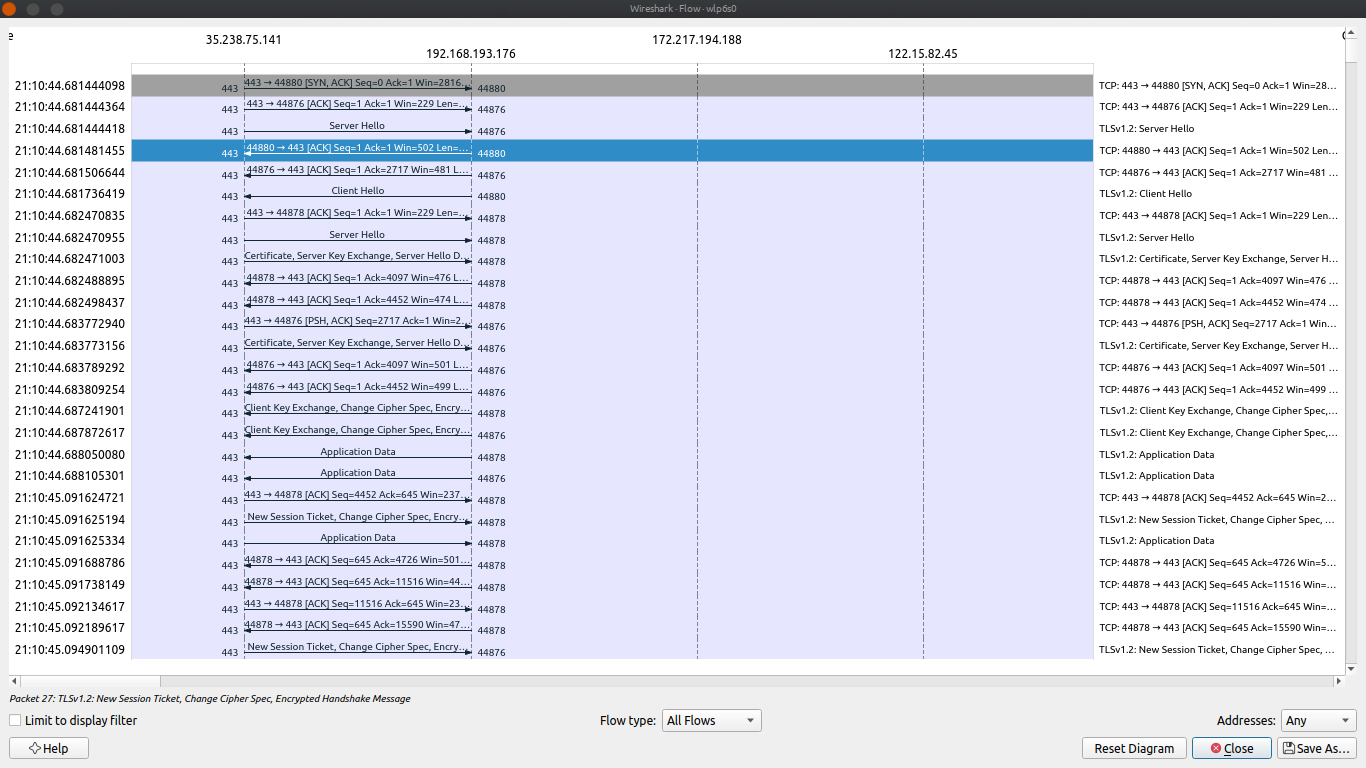 Wireshark · Flow · wlp6s0
35.238.75.141 172.217.194.188
192.168.193.176 122.15.82.45
21:10:44.681444098 443 443 → 44880 [SYN, ACK] Seq=0 Ack=1 Win=2816… 44880 TCP: 443 → 44880 [SYN, ACK] Seq=0 Ack=1 Win=28…
21:10:44.681444364 443 443 → 44876 [ACK] Seq=1 Ack=1 Win=229 Len=… 44876 TCP: 443 → 44876 [ACK] Seq=1 Ack=1 Win=229 Len…
21:10:44.681444418 443 Server Hello 44876 TLSv1.2: Server Hello
21:10:44.681481455 443 44880 → 443 [ACK] Seq=1 Ack=1 Win=502 Len=… 44880 TCP: 44880 → 443 [ACK] Seq=1 Ack=1 Win=502 Len…
21:10:44.681506644 443 44876 → 443 [ACK] Seq=1 Ack=2717 Win=481 L… 44876 TCP: 44876 → 443 [ACK] Seq=1 Ack=2717 Win=481 …
21:10:44.681736419 443 Client Hello 44880 TLSv1.2: Client Hello
21:10:44.682470835 443 443 → 44878 [ACK] Seq=1 Ack=1 Win=229 Len=… 44878 TCP: 443 → 44878 [ACK] Seq=1 Ack=1 Win=229 Len…
21:10:44.682470955 443 Server Hello 44878 TLSv1.2: Server Hello
21:10:44.682471003 443 Certificate, Server Key Exchange, Server Hello D… 44878 TLSv1.2: Certificate, Server Key Exchange, Server H…
21:10:44.682488895 443 44878 → 443 [ACK] Seq=1 Ack=4097 Win=476 L… 44878 TCP: 44878 → 443 [ACK] Seq=1 Ack=4097 Win=476 …
21:10:44.682498437 443 44878 → 443 [ACK] Seq=1 Ack=4452 Win=474 L… 44878 TCP: 44878 → 443 [ACK] Seq=1 Ack=4452 Win=474 …
21:10:44.683772940 443 443 → 44876 [PSH, ACK] Seq=2717 Ack=1 Win=2… 44876 TCP: 443 → 44876 [PSH, ACK] Seq=2717 Ack=1 Win…
21:10:44.683773156 443 Certificate, Server Key Exchange, Server Hello D… 44876 TLSv1.2: Certificate, Server Key Exchange, Server H…
21:10:44.683789292 443 44876 → 443 [ACK] Seq=1 Ack=4097 Win=501 L… 44876 TCP: 44876 → 443 [ACK] Seq=1 Ack=4097 Win=501 …
21:10:44.683809254 443 44876 → 443 [ACK] Seq=1 Ack=4452 Win=499 L… 44876 TCP: 44876 → 443 [ACK] Seq=1 Ack=4452 Win=499 …
21:10:44.687241901 443 Client Key Exchange, Change Cipher Spec, Encry… 44878 TLSv1.2: Client Key Exchange, Change Cipher Spec,…
21:10:44.687872617 443 Client Key Exchange, Change Cipher Spec, Encry… 44876 TLSv1.2: Client Key Exchange, Change Cipher Spec,…
21:10:44.688050080 443 Application Data 44878 TLSv1.2: Application Data
21:10:44.688105301 443 Application Data 44876 TLSv1.2: Application Data
21:10:45.091624721 443 443 → 44878 [ACK] Seq=4452 Ack=645 Win=237… 44878 TCP: 443 → 44878 [ACK] Seq=4452 Ack=645 Win=2…
21:10:45.091625194 443 New Session Ticket, Change Cipher Spec, Encry… 44878 TLSv1.2: New Session Ticket, Change Cipher Spec, …
21:10:45.091625334 443 Application Data 44878 TLSv1.2: Application Data
21:10:45.091688786 443 44878 → 443 [ACK] Seq=645 Ack=4726 Win=501… 44878 TCP: 44878 → 443 [ACK] Seq=645 Ack=4726 Win=5…
21:10:45.091738149 443 44878 → 443 [ACK] Seq=645 Ack=11516 Win=44… 44878 TCP: 44878 → 443 [ACK] Seq=645 Ack=11516 Win=…
21:10:45.092134617 443 443 → 44878 [ACK] Seq=11516 Ack=645 Win=23… 44878 TCP: 443 → 44878 [ACK] Seq=11516 Ack=645 Win=…
21:10:45.092189617 443 44878 → 443 [ACK] Seq=645 Ack=15590 Win=47… 44878 TCP: 44878 → 443 [ACK] Seq=645 Ack=15590 Win=…
21:10:45.094901109 443 New Session Ticket, Change Cipher Spec, Encry… 44876 TLSv1.2: New Session Ticket, Change Cipher Spec, …
Packet 27: TLSv1.2: New Session Ticket, Change Cipher Spec, Encrypted Handshake Message
Limit to display filter Flow type: All Flows Addresses: Any
Help Reset Diagram Close Save As…